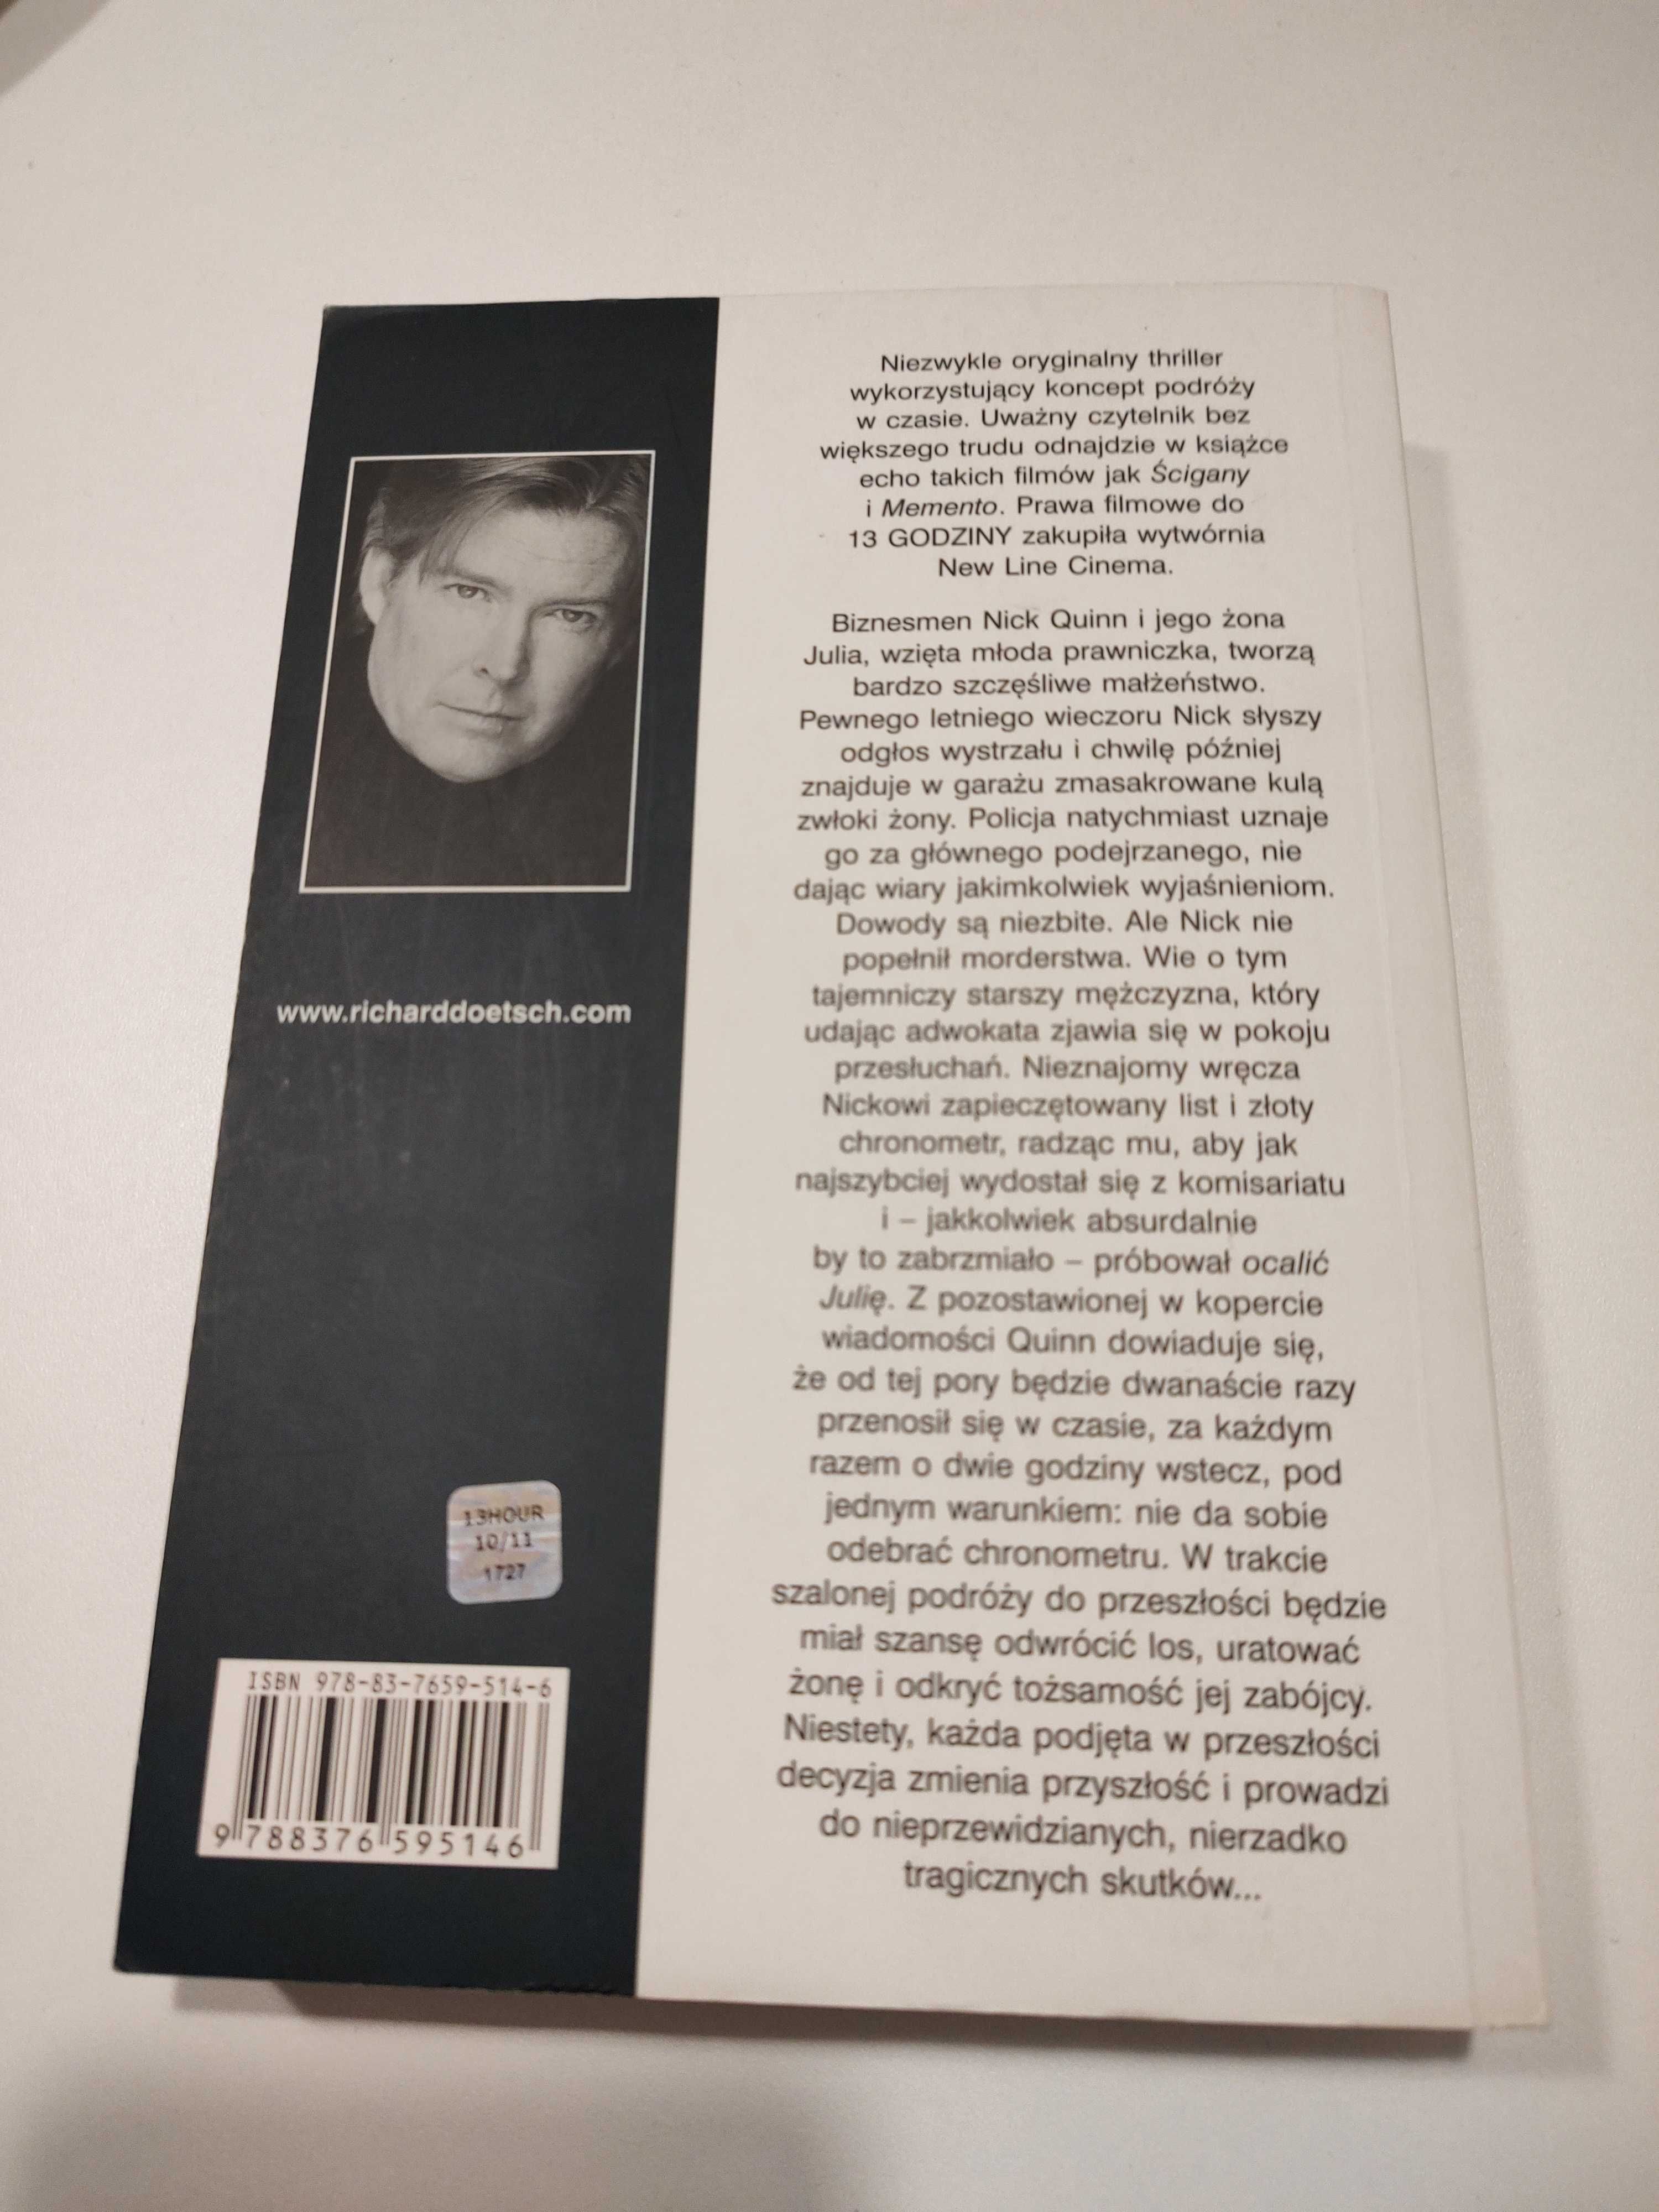 Niezwykle oryginalny thriller
wykorzystujący koncept podróży
w czasie. Uważny czytelnik bez
większego trudu odnajdzie w książce
echo takich filmów jak Ścigany
i Memento. Prawa filmowe do
13 GODZINY zakupiła wytwórnia
New Line Cinema.
Biznesmen Nick Quinn i jego żona
Julia, wzięta młoda prawniczka, tworzą
bardzo szczęśliwe małżeństwo.
Pewnego letniego wieczoru Nick słyszy
odgłos wystrzału i chwilę później
znajduje w garażu zmasakrowane kulą
zwłoki żony. Policja natychmiast uznaje
go za głównego podejrzanego, nie
dając wiary jakimkolwiek wyjaśnieniom.
Dowody są niezbite. Ale Nick nie
popełnił morderstwa. Wie o tym
tajemniczy starszy mężczyzna, który
udając adwokata zjawia się w pokoju
przesłuchań. Nieznajomy wręcza
Nickowi zapieczętowany list i złoty
chronometr, radząc mu, aby jak
najszybciej wydostał się z komisariatu
i – jakkolwiek absurdalnie
by to zabrzmiało – próbował ocalić
Julię. Z pozostawionej w kopercie
wiadomości Quinn dowiaduje się,
że od tej pory będzie dwanaście razy
przenosił się w czasie, za każdym
razem o dwie godziny wstecz, pod
jednym warunkiem: nie da sobie
odebrać chronometru. W trakcie
szalonej podróży do przeszłości będzie
miał szansę odwrócić los, uratować
żonę i odkryć tożsamość jej zabójcy.
Niestety, każda podjęta w przeszłości
decyzja zmienia przyszłość i prowadzi
do nieprzewidzianych, nierzadko
tragicznych skutków...
www.richarddoetsch.com
13HOUR
10/11
1727
ISBN 978-83-7659-514-6
9 788376 595146